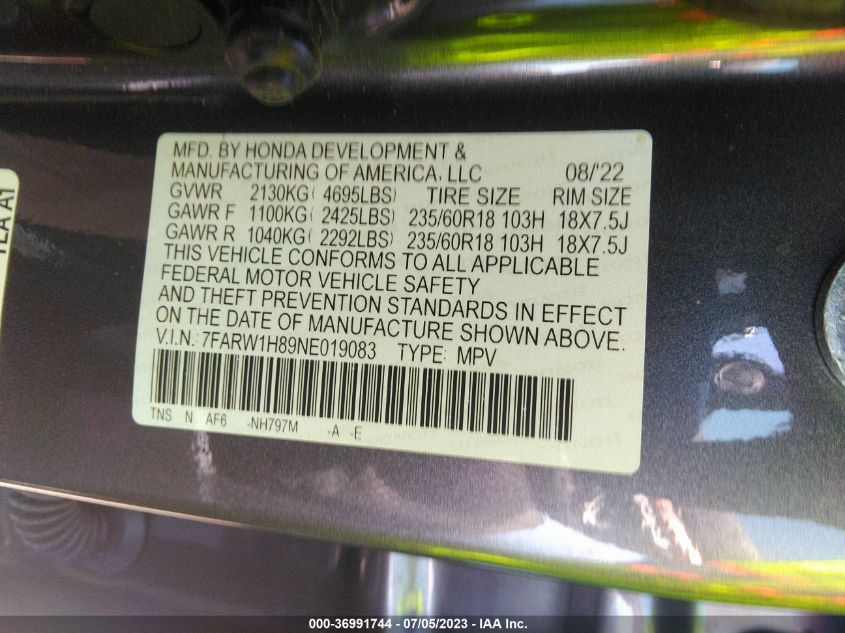 MFD. BY HONDA DEVELOPMENT &
MANUFACTURING OF AMERICA, LLC 08/'22
GVWR 2130KG( 4695LBS) TIRE SIZE RIM SIZE
GAWR F 1100KG( 2425LBS) 235/60R18 103H 18X7.5J
GAWR R 1040KG( 2292LBS) 235/60R18 103H 18X7.5J
THIS VEHICLE CONFORMS TO ALL APPLICABLE
FEDERAL MOTOR VEHICLE SAFETY
AND THEFT PREVENTION STANDARDS IN EFFECT
ON THE DATE OF MANUFACTURE SHOWN ABOVE.
V.I.N.: 7FARW1H89NE019083 TYPE: MPV
TNS N AF6 -NH797M -A -E
TLA A1
000-36991744 / 07/05/2023 - IAA Inc.